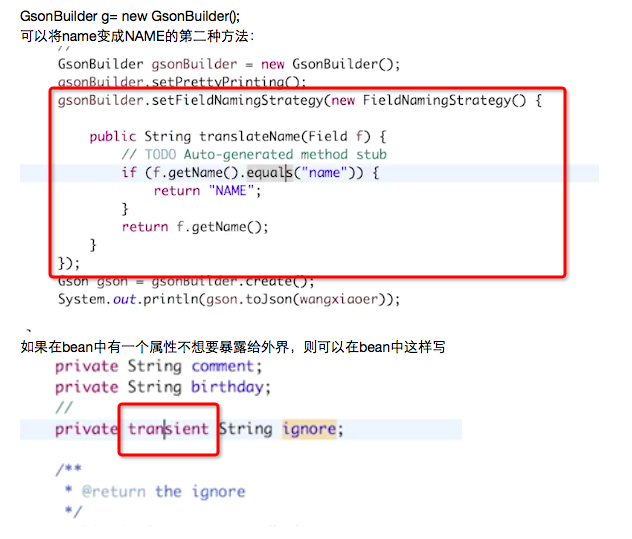 GsonBuilder g= new GsonBuilder();
可以将name变成NAME的第二种方法：
//
GsonBuilder gsonBuilder = new GsonBuilder();
gsonBuilder.setPrettyPrinting();
gsonBuilder.setFieldNamingStrategy(new FieldNamingStrategy() {
public String translateName(Field f) {
// TODO Auto-generated method stub
if (f.getName().equals("name")) {
return "NAME";
}
return f.getName();
}
});
Gson gson = gsonBuilder.create();
System.out.println(gson.toJson(wangxiaoer));
如果在bean中有一个属性不想要暴露给外界，则可以在bean中这样写
private String comment;
private String birthday;
//
private transient String ignore;
/**
* @return the ignore
*/